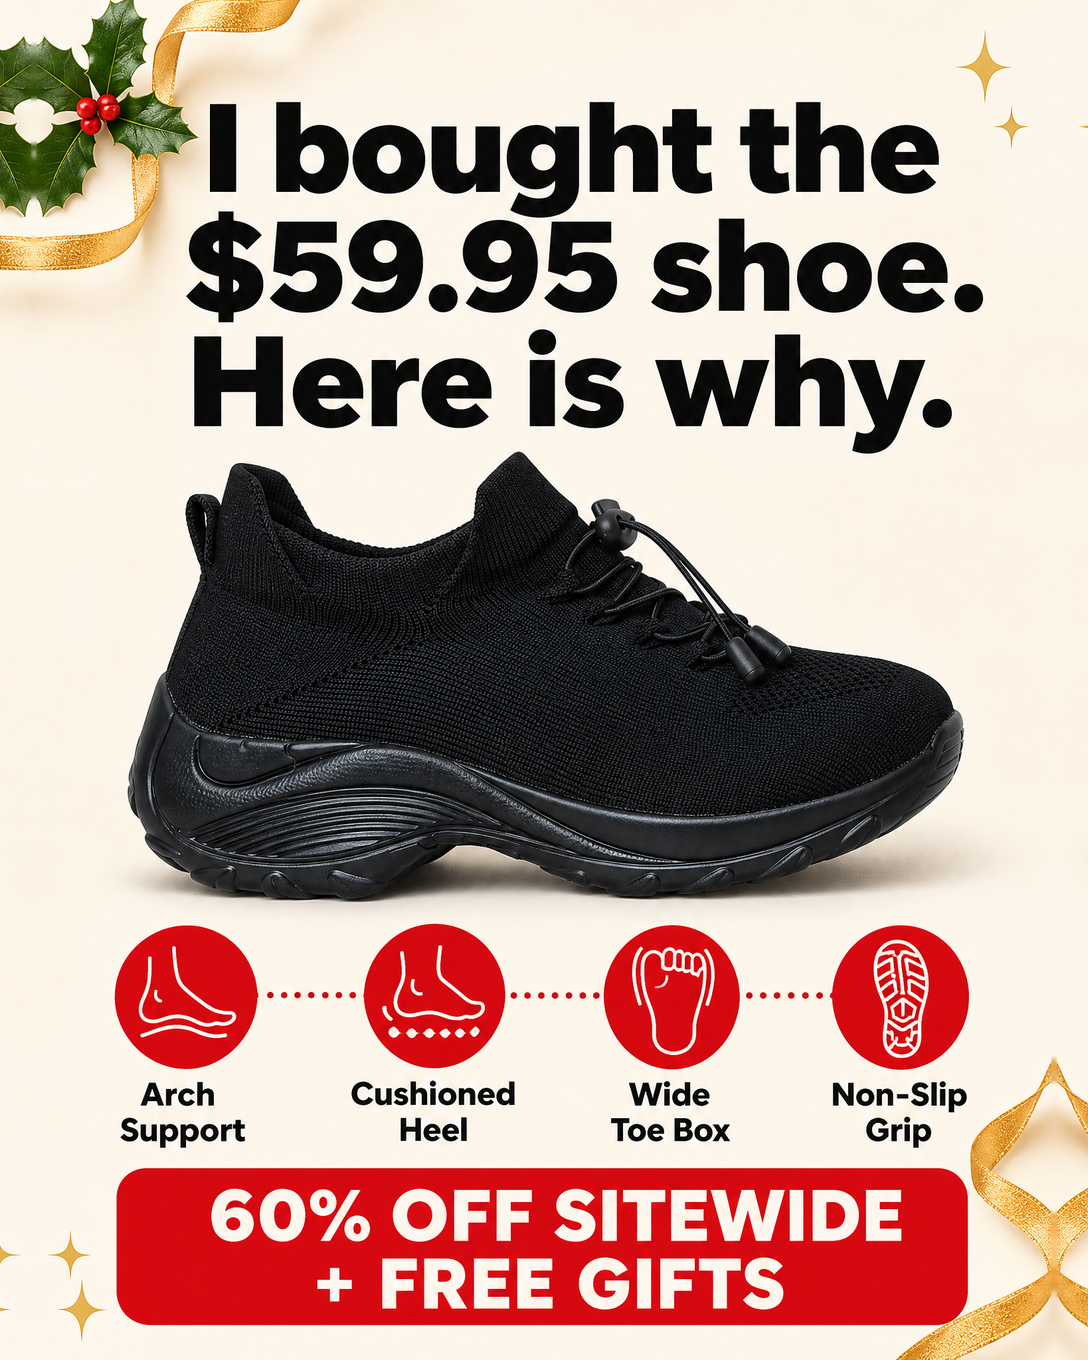 I bought the
$59.95 shoe.
Here is why.
Arch
Support
Cushioned
Heel
Wide
Toe Box
Non-Slip
Grip
60% OFF SITEWIDE
+ FREE GIFTS